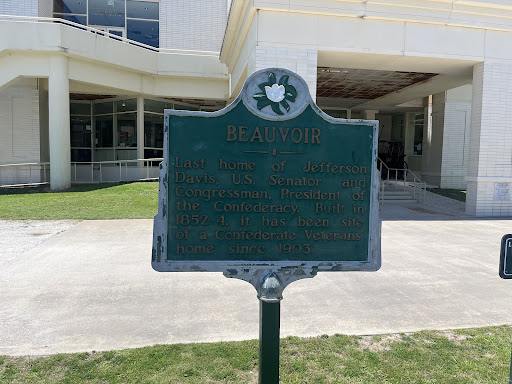 BEAUVOIR
Last home of Jefferson
Davis, U.S. Senator and
Congressman, President of
the Confederacy. Built in
1852-4, it has been site
of a Confederate Veterans'
home since 1903.